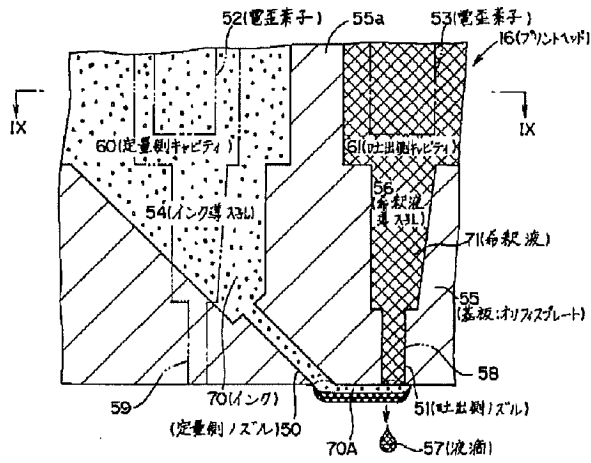 52(電歪素子)
55a
53(電歪素子)
16(プリントヘッド)
IX
IX
60(定量側キャビティ)
61(吐出側キャビティ)
56
(希釈液
導入孔)
54(インク導入孔)
71(希釈液)
55
(基板:オリフィスプレート)
58
59
70(インク)
51(吐出側ノズル)
(定量側ノズル)50
70A
57(液滴)